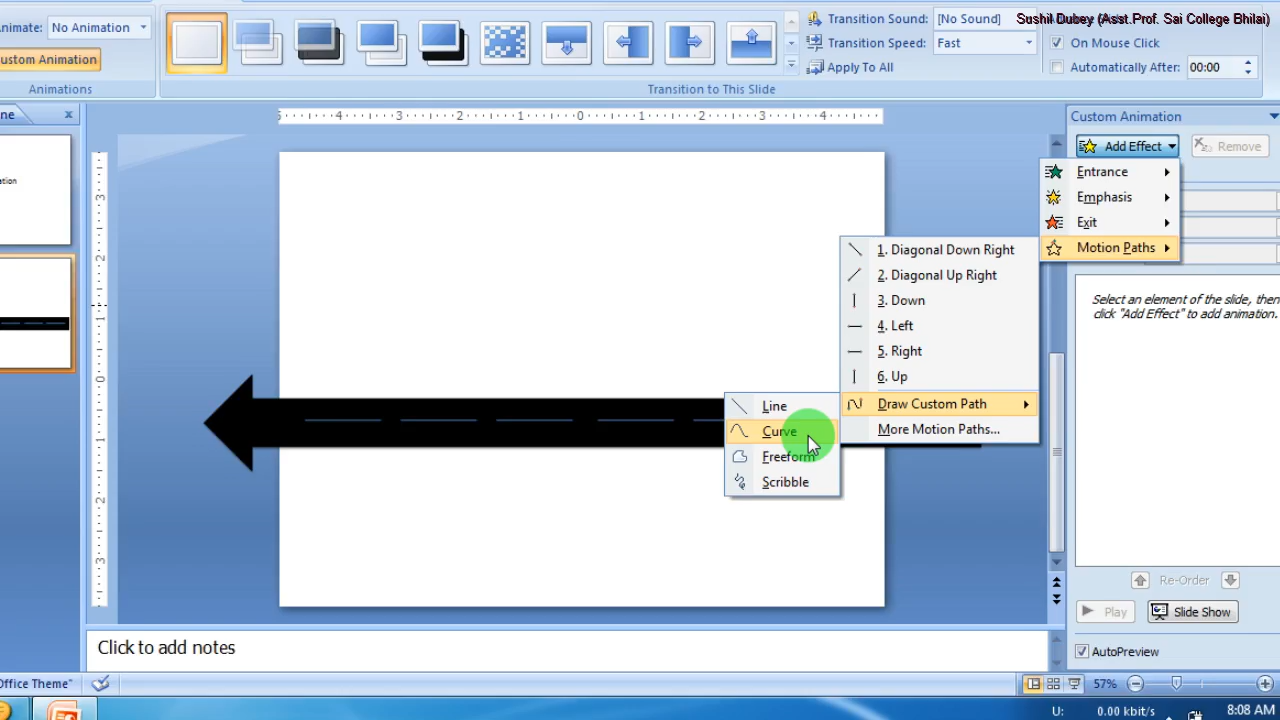 nimate: No Animation
ustom Animation
Animations
Transition Sound: [No Sound]
Transition Speed: Fast
Apply To All
Sushil Dubey (Asst.Prof. Sai College Bhilai)
On Mouse Click
Automatically After: 00:00
Transition To This Slide
ne
ation
Custom Animation
Add Effect
Remove
Entrance
Emphasis
Exit
Motion Paths
1. Diagonal Down Right
2. Diagonal Up Right
3. Down
4. Left
5. Right
6. Up
Draw Custom Path
More Motion Paths...
Line
Curve
Freeform
Scribble
Select an element of the slide, then
click "Add Effect" to add animation.
Re-Order
Play
Slide Show
AutoPreview
Click to add notes
Office Theme"
57%
U: 0.00 kbit/s
8:08 AM